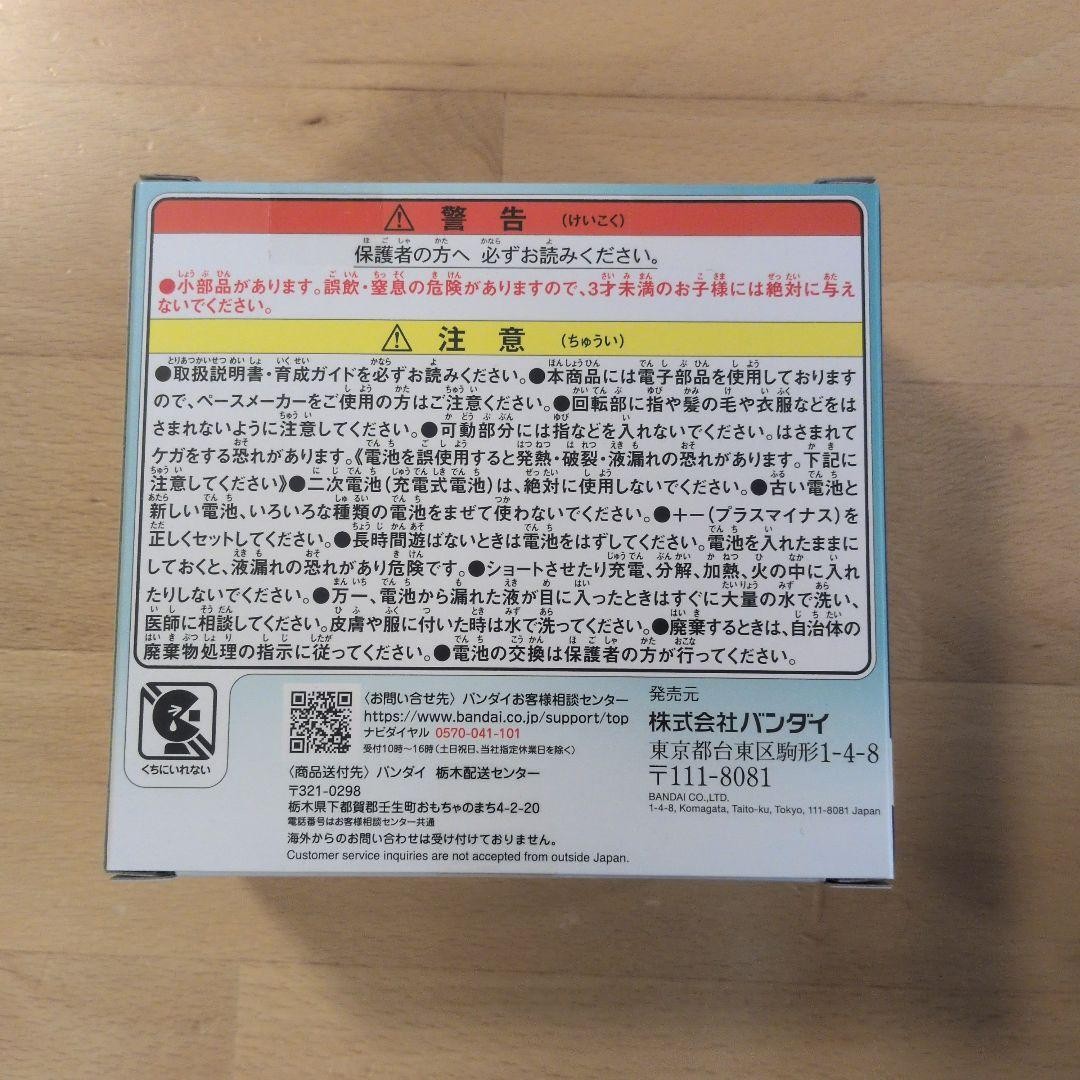 警告 (けいこく)
保護者の方へ 必ずお読みください。
●小部品があります。誤飲・窒息の危険がありますので、3才未満のお子様には絶対に与え
ないでください。
注意 (ちゅうい)
●取扱説明書・育成ガイドを必ずお読みください。●本商品には電子部品を使用しております
ので、ペースメーカーをご使用の方はご注意ください。●回転部に指や髪の毛や衣服などをは
さまれないように注意してください。●可動部分には指などを入れないでください。はさまれて
ケガをする恐れがあります。《電池を誤使用すると発熱・破裂・液漏れの恐れがあります。下記に
注意してください》●二次電池(充電式電池)は、絶対に使用しないでください。●古い電池と
新しい電池、いろいろな種類の電池をまぜて使わないでください。●+−(プラスマイナス)を
正しくセットしてください。●長時間遊ばないときは電池をはずしてください。電池を入れたままに
しておくと、液漏れの恐れがあり危険です。●ショートさせたり充電、分解、加熱、火の中に入れ
たりしないでください。●万一、電池から漏れた液が目に入ったときはすぐに大量の水で洗い、
医師に相談してください。皮膚や服に付いた時は水で洗ってください。●廃棄するときは、自治体の
廃棄物処理の指示に従ってください。●電池の交換は保護者の方が行ってください。
くちにいれない
〈お問い合せ先〉バンダイお客様相談センター
https://www.bandai.co.jp/support/top
ナビダイヤル 0570-041-101
受付10時〜16時(土日祝日、当社指定休業日を除く)
〈商品送付先〉バンダイ 栃木配送センター
〒321-0298
栃木県下都賀郡壬生町おもちゃのまち4-2-20
電話番号はお客様相談センター共通
海外からのお問い合わせは受け付けておりません。
Customer service inquiries are not accepted from outside Japan.
発売元
株式会社バンダイ
東京都台東区駒形1-4-8
〒111-8081
BANDAI CO.,LTD.
1-4-8, Komagata, Taito-ku, Tokyo, 111-8081 Japan